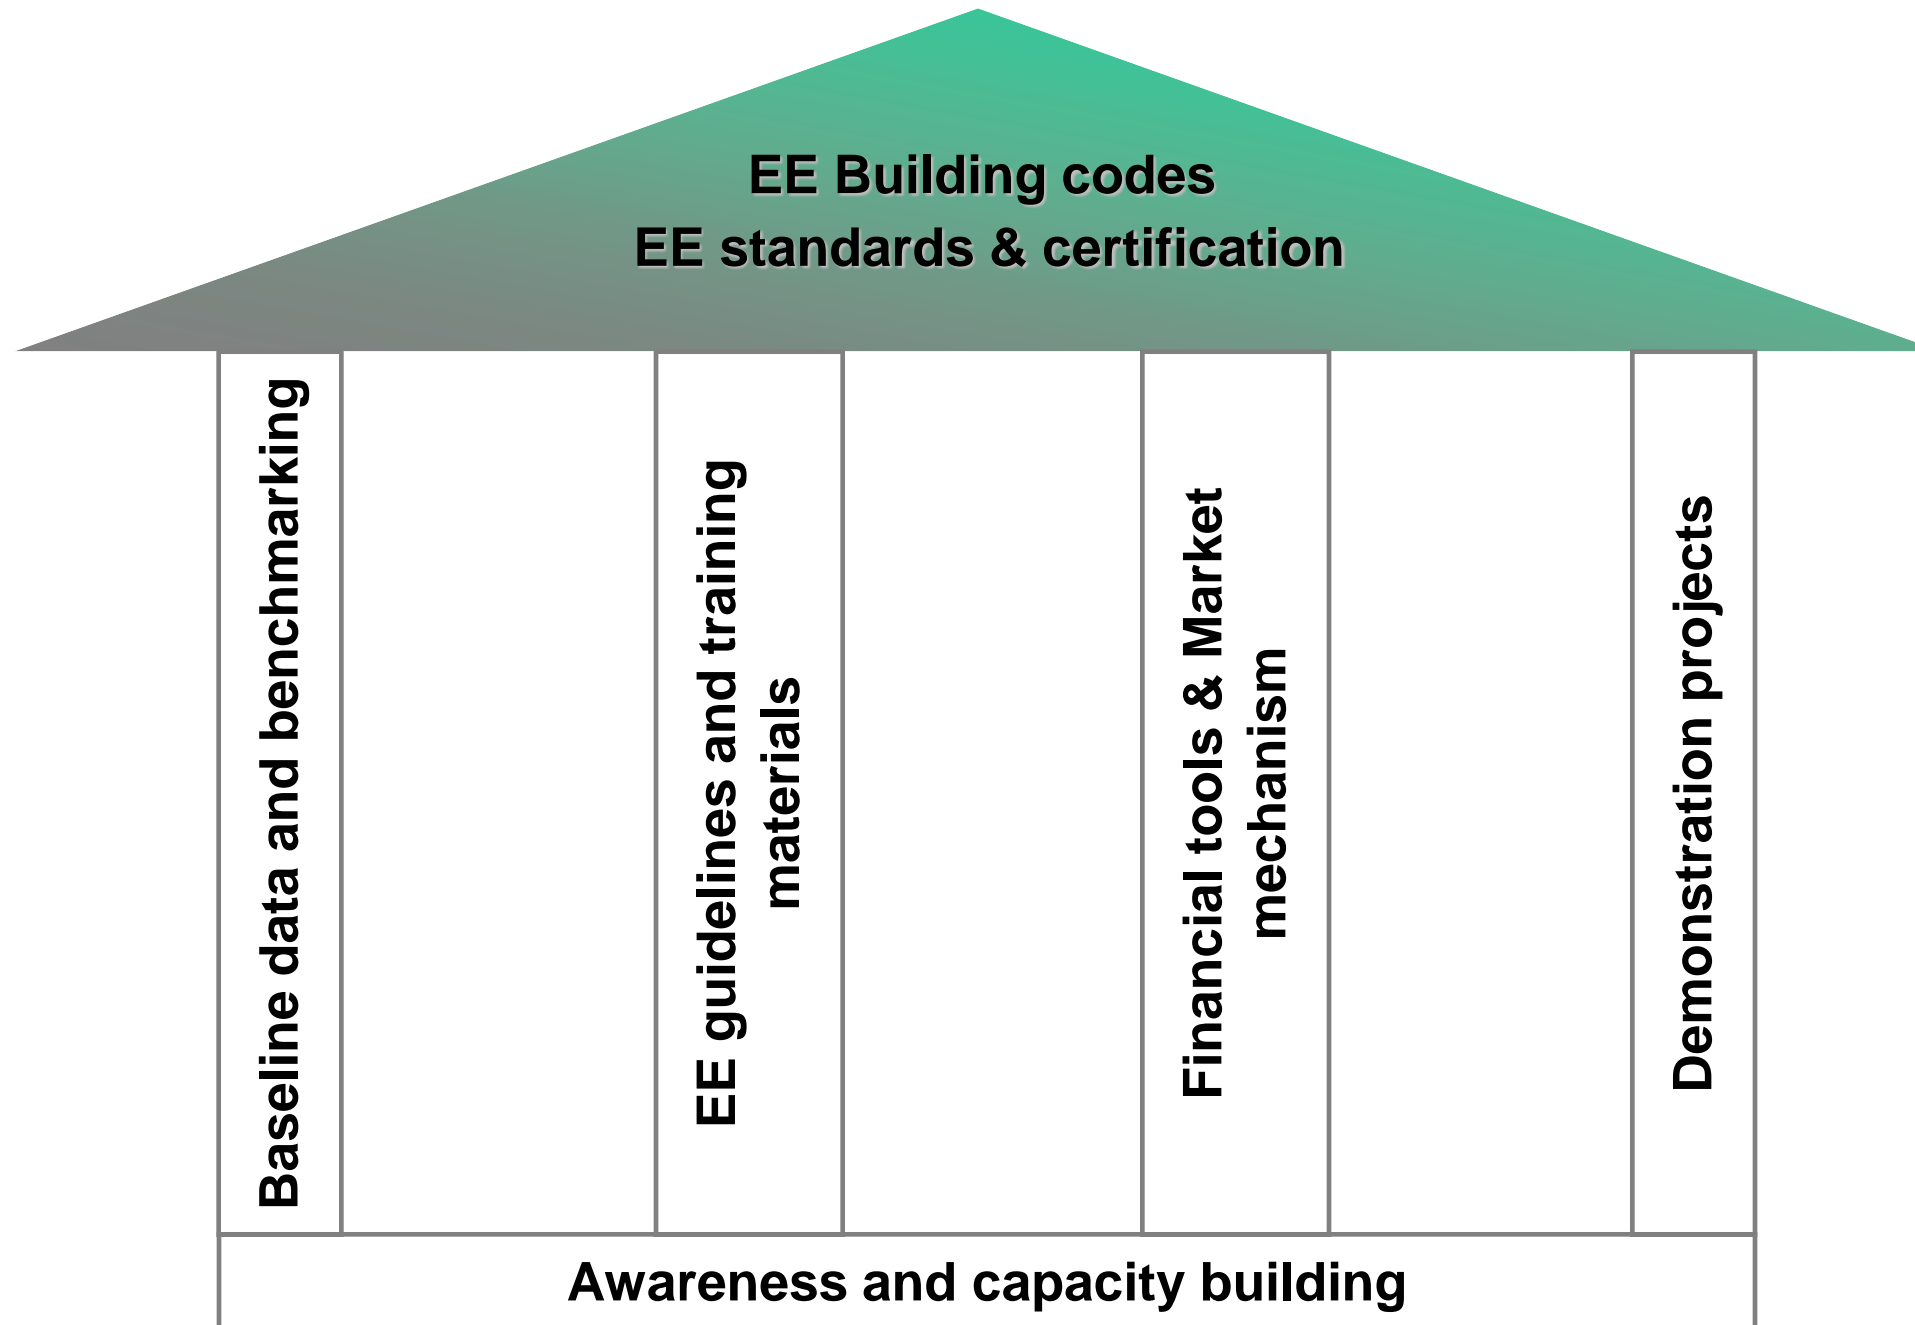 EE Building codes
EE standards & certification
Baseline data and benchmarking
EE guidelines and training
materials
Financial tools & Market
mechanism
Demonstration projects
Awareness and capacity building